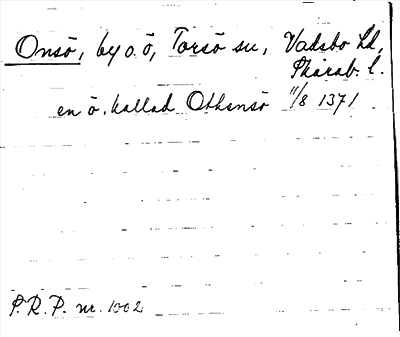 Onsö, by o. ö, Torsö sn, Vadsbo hd,
Skarab. l.
en ö. kallad Othensö 11/8 1371
P.R.P. nr. 1002